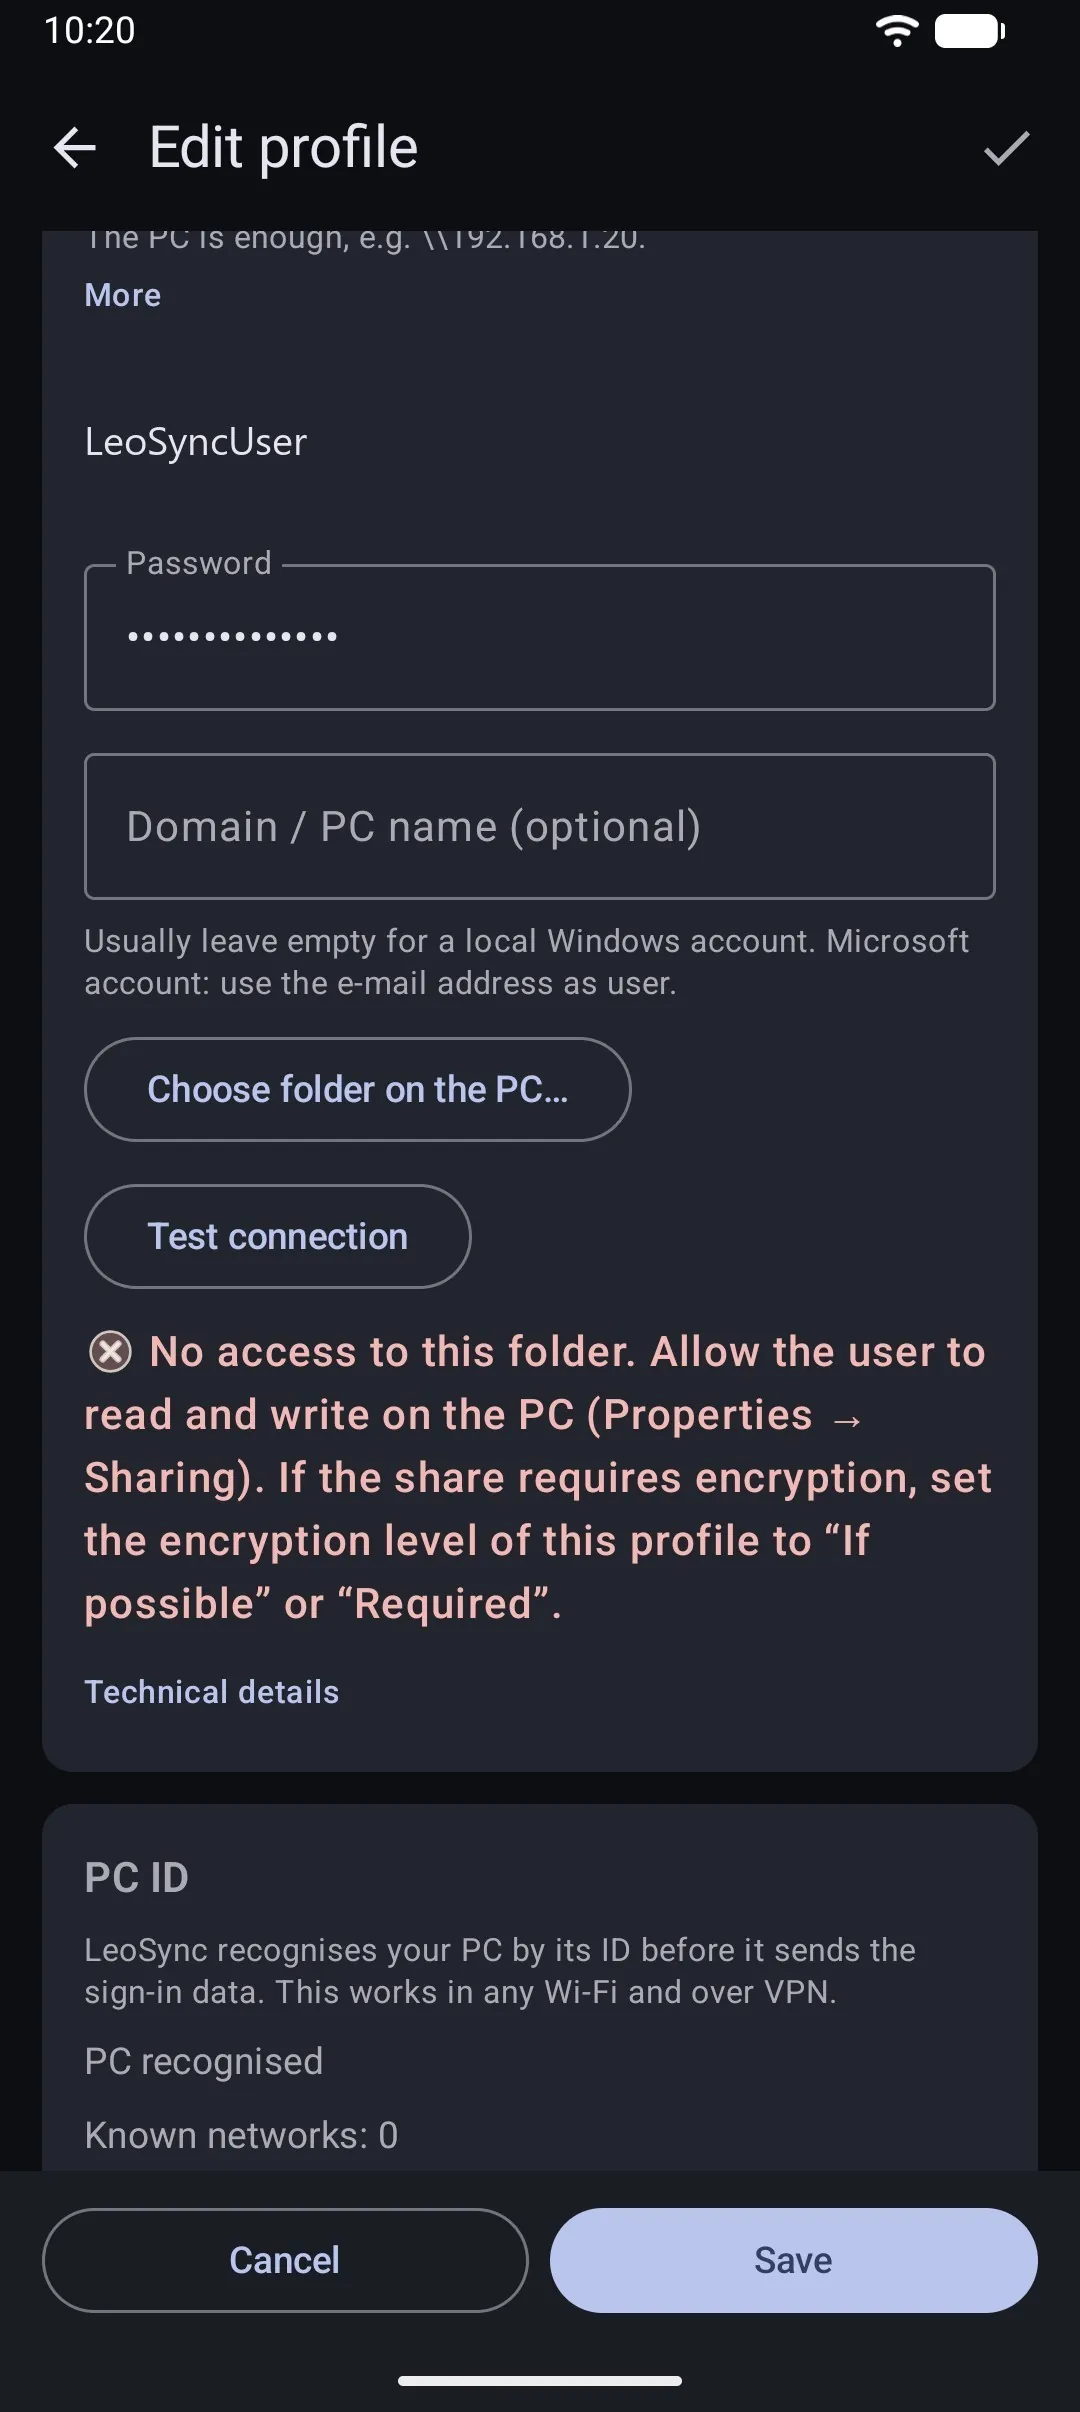 10:20
Edit profile
The PC is enough, e.g. \\192.168.1.20.
More
LeoSyncUser
Password
••••••••••••••
Domain / PC name (optional)
Usually leave empty for a local Windows account. Microsoft
account: use the e-mail address as user.
Choose folder on the PC…
Test connection
No access to this folder. Allow the user to
read and write on the PC (Properties →
Sharing). If the share requires encryption, set
the encryption level of this profile to “If
possible” or “Required”.
Technical details
PC ID
LeoSync recognises your PC by its ID before it sends the
sign-in data. This works in any Wi-Fi and over VPN.
PC recognised
Known networks: 0
Cancel
Save